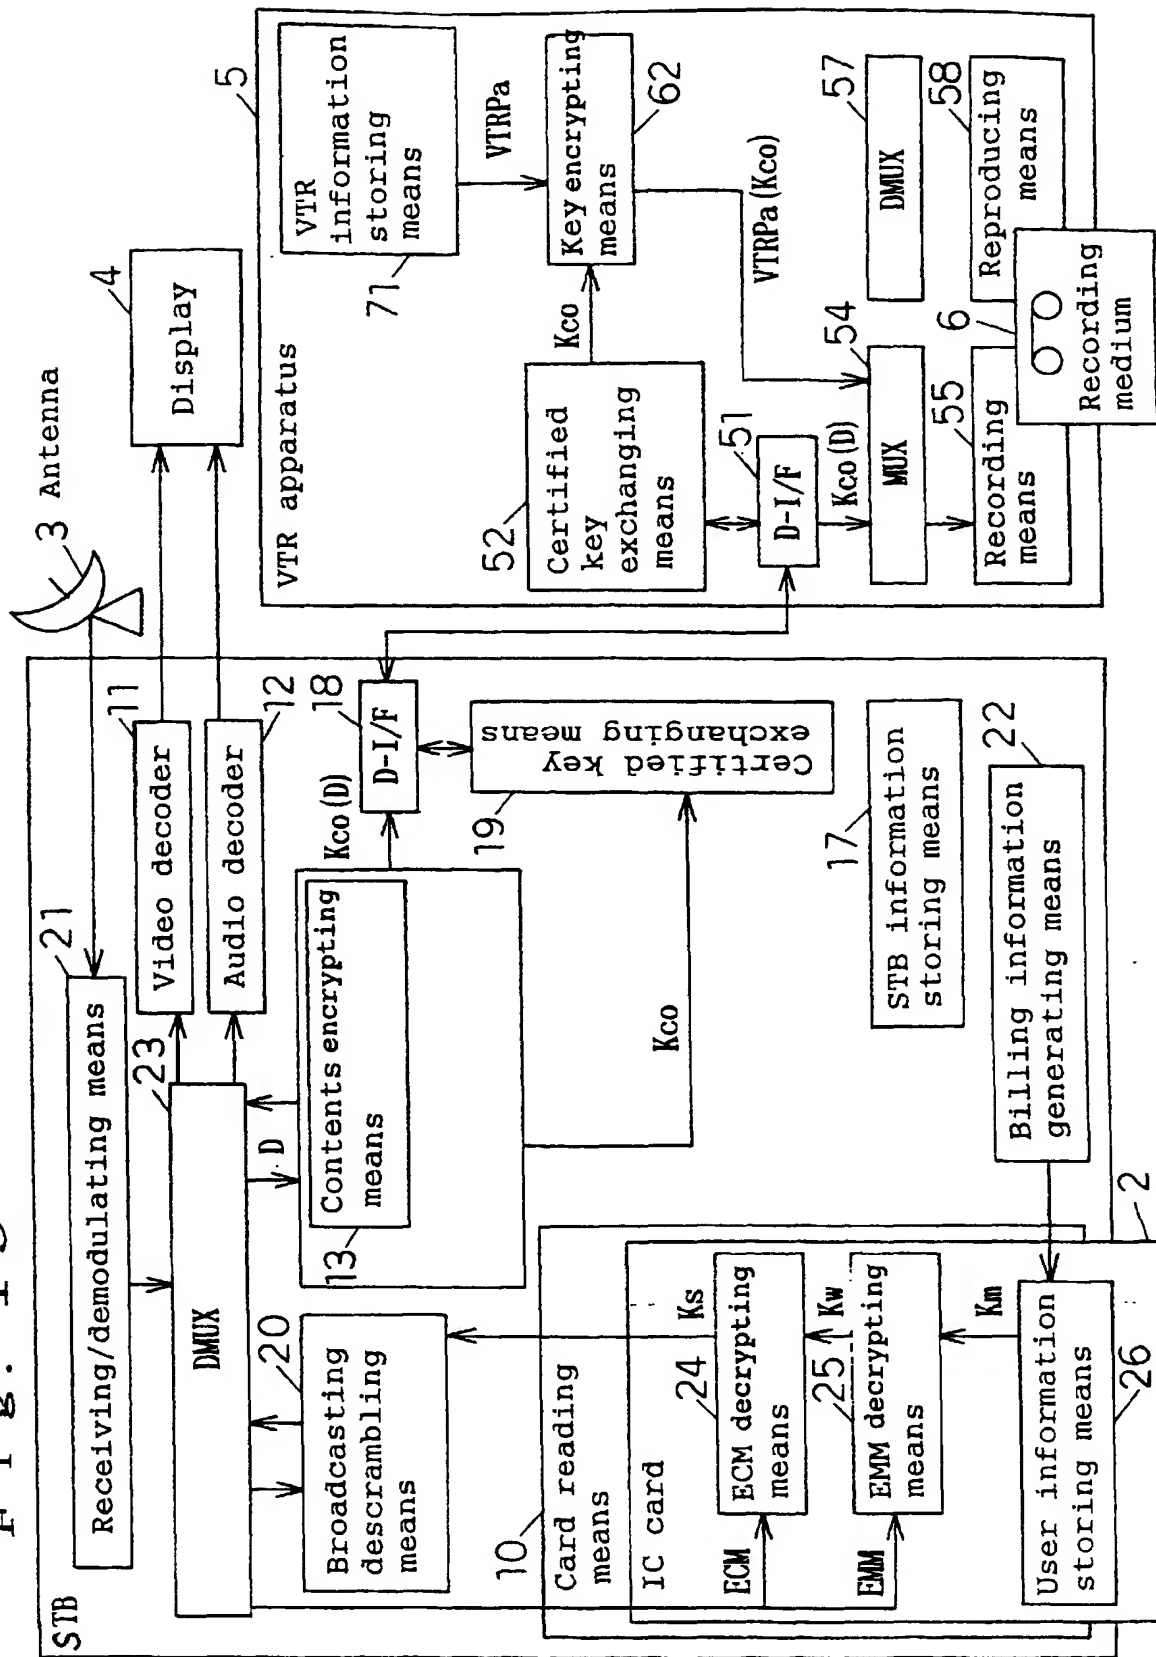 STB
Receiving/demodulating means
21
DMUX
23
Video decoder
11
Audio decoder
12
3 Antenna
Display
4
Broadcasting
descrambling
means
20
D
Contents encrypting
means
13
Kco(D)
D-I/F
18
Certified key
exchanging means
19
Kco
STB information
storing means
17
Billing information
generating means
22
Card reading
means
10
IC card
2
ECM
ECM decrypting
means
24
Ks
EMM
EMM decrypting
means
25
Kw
Km
User information
storing means
26
VTR apparatus
5
VTR
information
storing
means
71
VTRPa
Key encrypting
means
62
Kco
Certified
key
exchanging
means
52
VTRPa(Kco)
D-I/F
51
Kco(D)
MUX
54
DMUX
57
Recording
means
55
Reproducing
means
58
Recording
medium
6